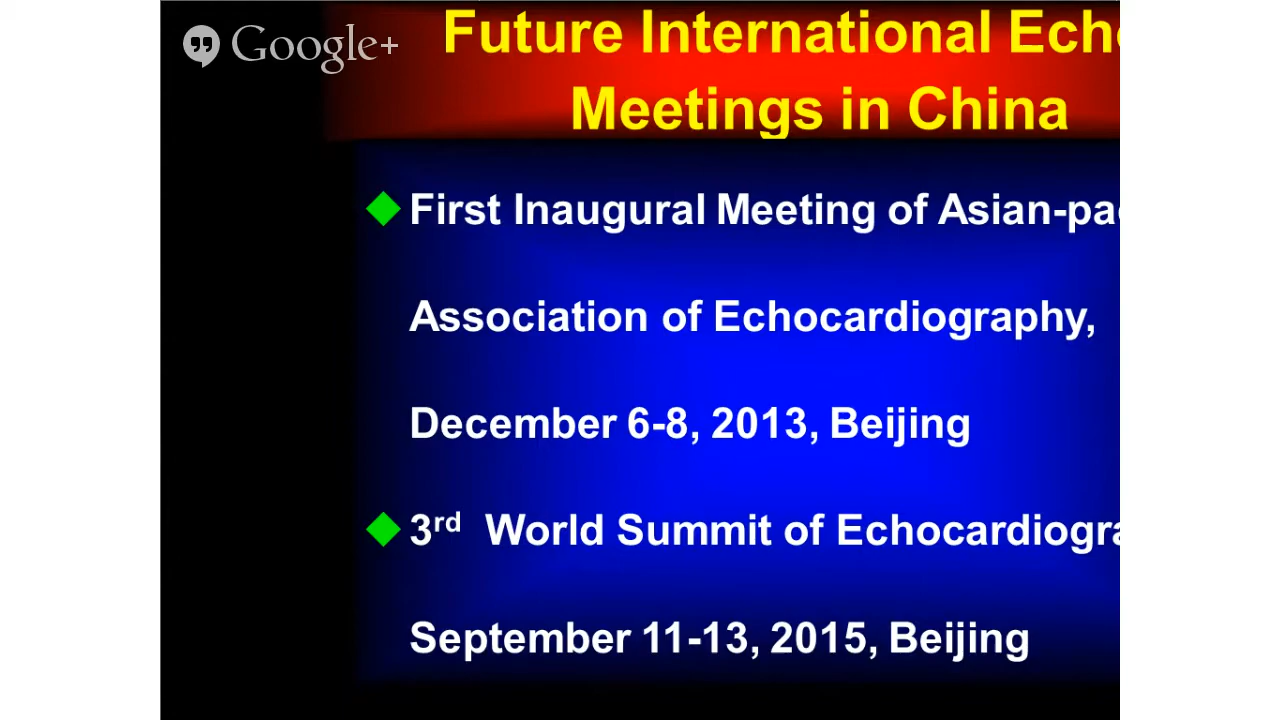 Google+
Future International Echo
Meetings in China
First Inaugural Meeting of Asian-pac
Association of Echocardiography,
December 6-8, 2013, Beijing
3rd World Summit of Echocardiogra
September 11-13, 2015, Beijing